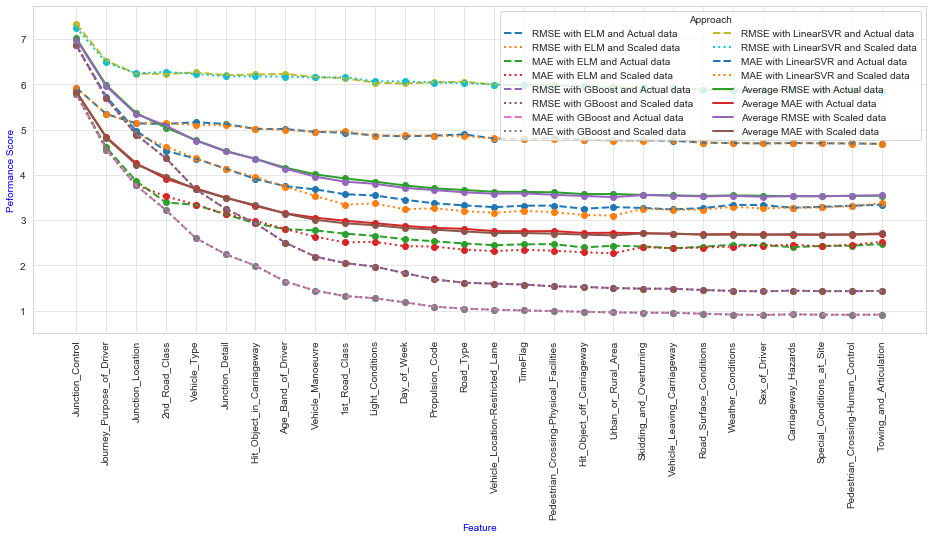 Approach
RMSE with ELM and Actual data
RMSE with ELM and Scaled data
MAE with ELM and Actual data
MAE with ELM and Scaled data
RMSE with GBoost and Actual data
RMSE with GBoost and Scaled data
MAE with GBoost and Actual data
MAE with GBoost and Scaled data
RMSE with LinearSVR and Actual data
RMSE with LinearSVR and Scaled data
MAE with LinearSVR and Actual data
MAE with LinearSVR and Scaled data
Average RMSE with Actual data
Average MAE with Actual data
Average RMSE with Scaled data
Average MAE with Scaled data
Peformance Score
7
6
5
4
3
2
1
Junction_Control
Journey_Purpose_of_Driver
Junction_Location
2nd_Road_Class
Vehicle_Type
Junction_Detail
Hit_Object_in_Carriageway
Age_Band_of_Driver
Vehicle_Manoeuvre
1st_Road_Class
Light_Conditions
Day_of_Week
Propulsion_Code
Road_Type
Vehicle_Location-Restricted_Lane
TimeFlag
Pedestrian_Crossing-Physical_Facilities
Hit_Object_off_Carriageway
Urban_or_Rural_Area
Skidding_and_Overturning
Vehicle_Leaving_Carriageway
Road_Surface_Conditions
Weather_Conditions
Sex_of_Driver
Carriageway_Hazards
Special_Conditions_at_Site
Pedestrian_Crossing-Human_Control
Towing_and_Articulation
Feature